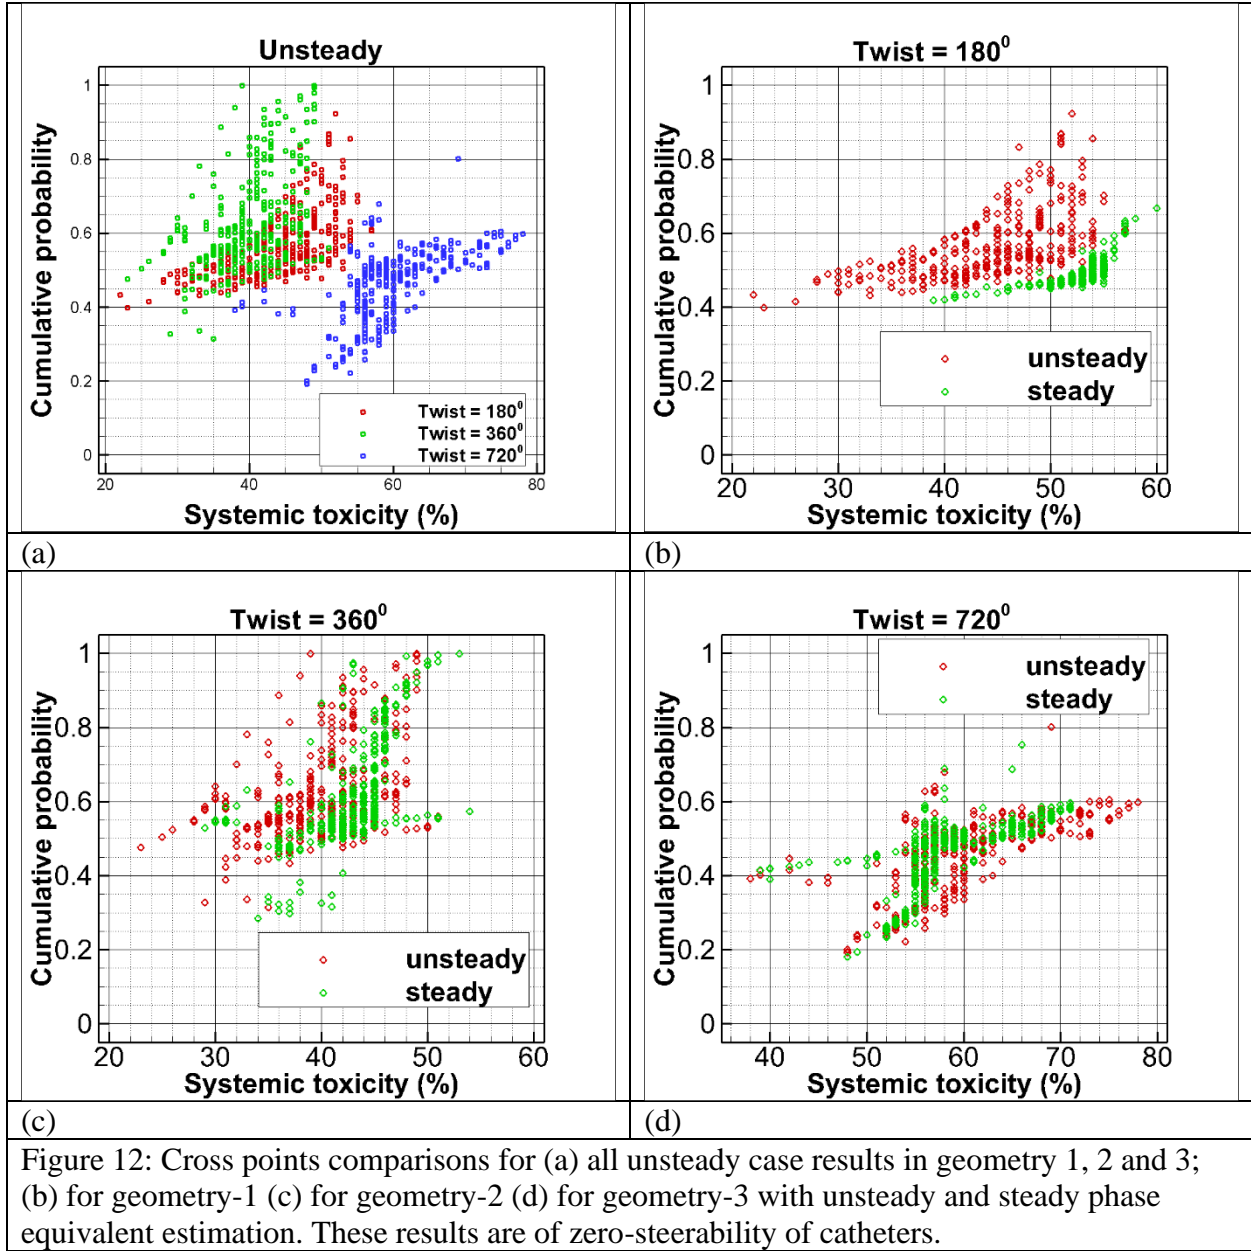 Unsteady
Cumulative probability
1
0.8
0.6
0.4
0.2
0
20
40
60
80
Systemic toxicity (%)
Twist = 180⁰
Twist = 360⁰
Twist = 720⁰
(a)
Twist = 180⁰
Cumulative probability
1
0.8
0.6
0.4
0.2
0
20
30
40
50
60
Systemic toxicity (%)
unsteady
steady
(b)
Twist = 360⁰
Cumulative probability
1
0.8
0.6
0.4
0.2
0
20
30
40
50
60
Systemic toxicity (%)
unsteady
steady
(c)
Twist = 720⁰
Cumulative probability
1
0.8
0.6
0.4
0.2
0
40
50
60
70
80
Systemic toxicity (%)
unsteady
steady
(d)
Figure 12: Cross points comparisons for (a) all unsteady case results in geometry 1, 2 and 3;
(b) for geometry-1 (c) for geometry-2 (d) for geometry-3 with unsteady and steady phase
equivalent estimation. These results are of zero-steerability of catheters.